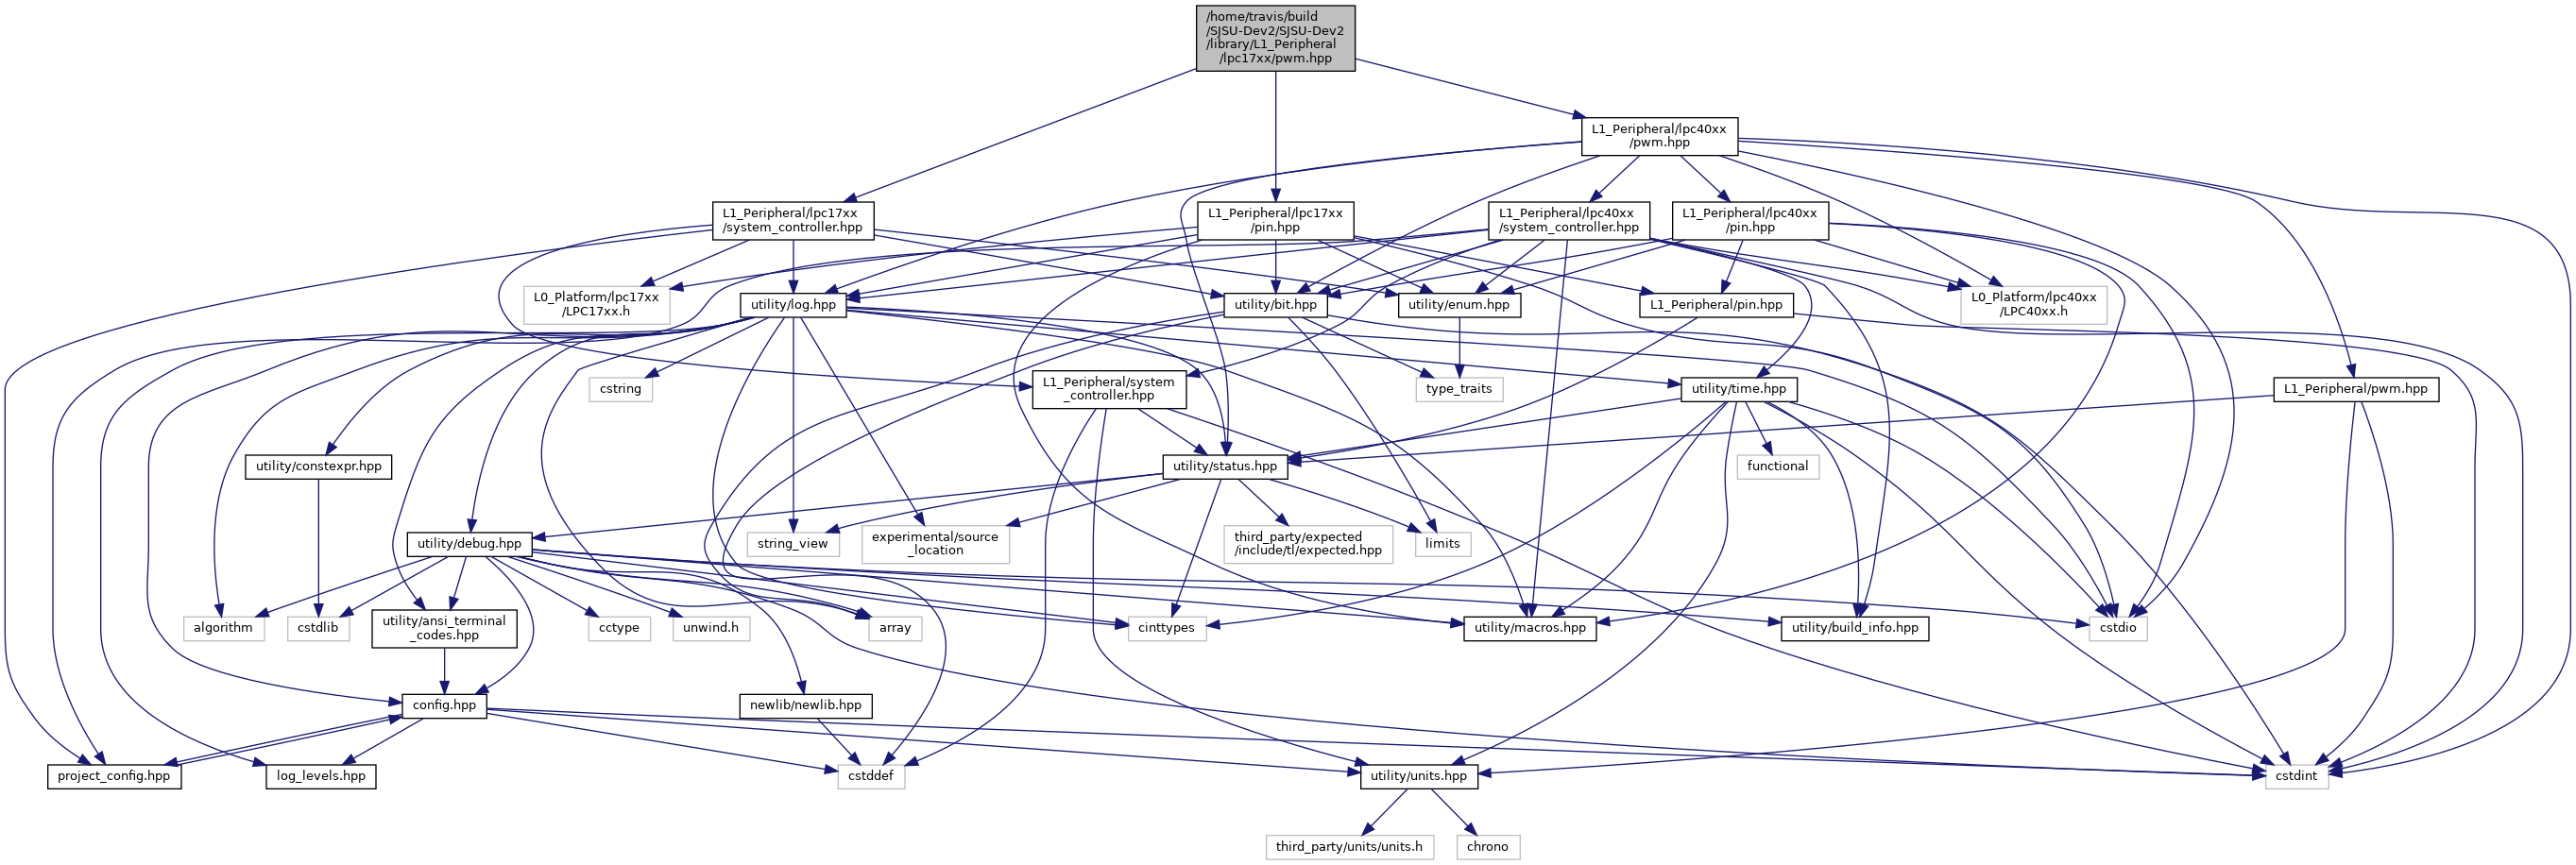 /home/travis/build
/SJSU-Dev2/SJSU-Dev2
/library/L1_Peripheral
/lpc17xx/pwm.hpp
L1_Peripheral/lpc40xx
/pwm.hpp
L1_Peripheral/lpc17xx
/system_controller.hpp
L1_Peripheral/lpc17xx
/pin.hpp
L1_Peripheral/lpc40xx
/system_controller.hpp
L1_Peripheral/lpc40xx
/pin.hpp
L0_Platform/lpc17xx
/LPC17xx.h
utility/log.hpp
utility/bit.hpp
utility/enum.hpp
L1_Peripheral/pin.hpp
L0_Platform/lpc40xx
/LPC40xx.h
cstring
L1_Peripheral/system
_controller.hpp
type_traits
utility/time.hpp
L1_Peripheral/pwm.hpp
utility/constexpr.hpp
utility/status.hpp
functional
utility/debug.hpp
string_view
experimental/source
_location
third_party/expected
/include/tl/expected.hpp
limits
algorithm
cstdlib
utility/ansi_terminal
_codes.hpp
cctype
unwind.h
array
cinttypes
utility/macros.hpp
utility/build_info.hpp
cstdio
config.hpp
newlib/newlib.hpp
project_config.hpp
log_levels.hpp
cstddef
utility/units.hpp
cstdint
third_party/units/units.h
chrono